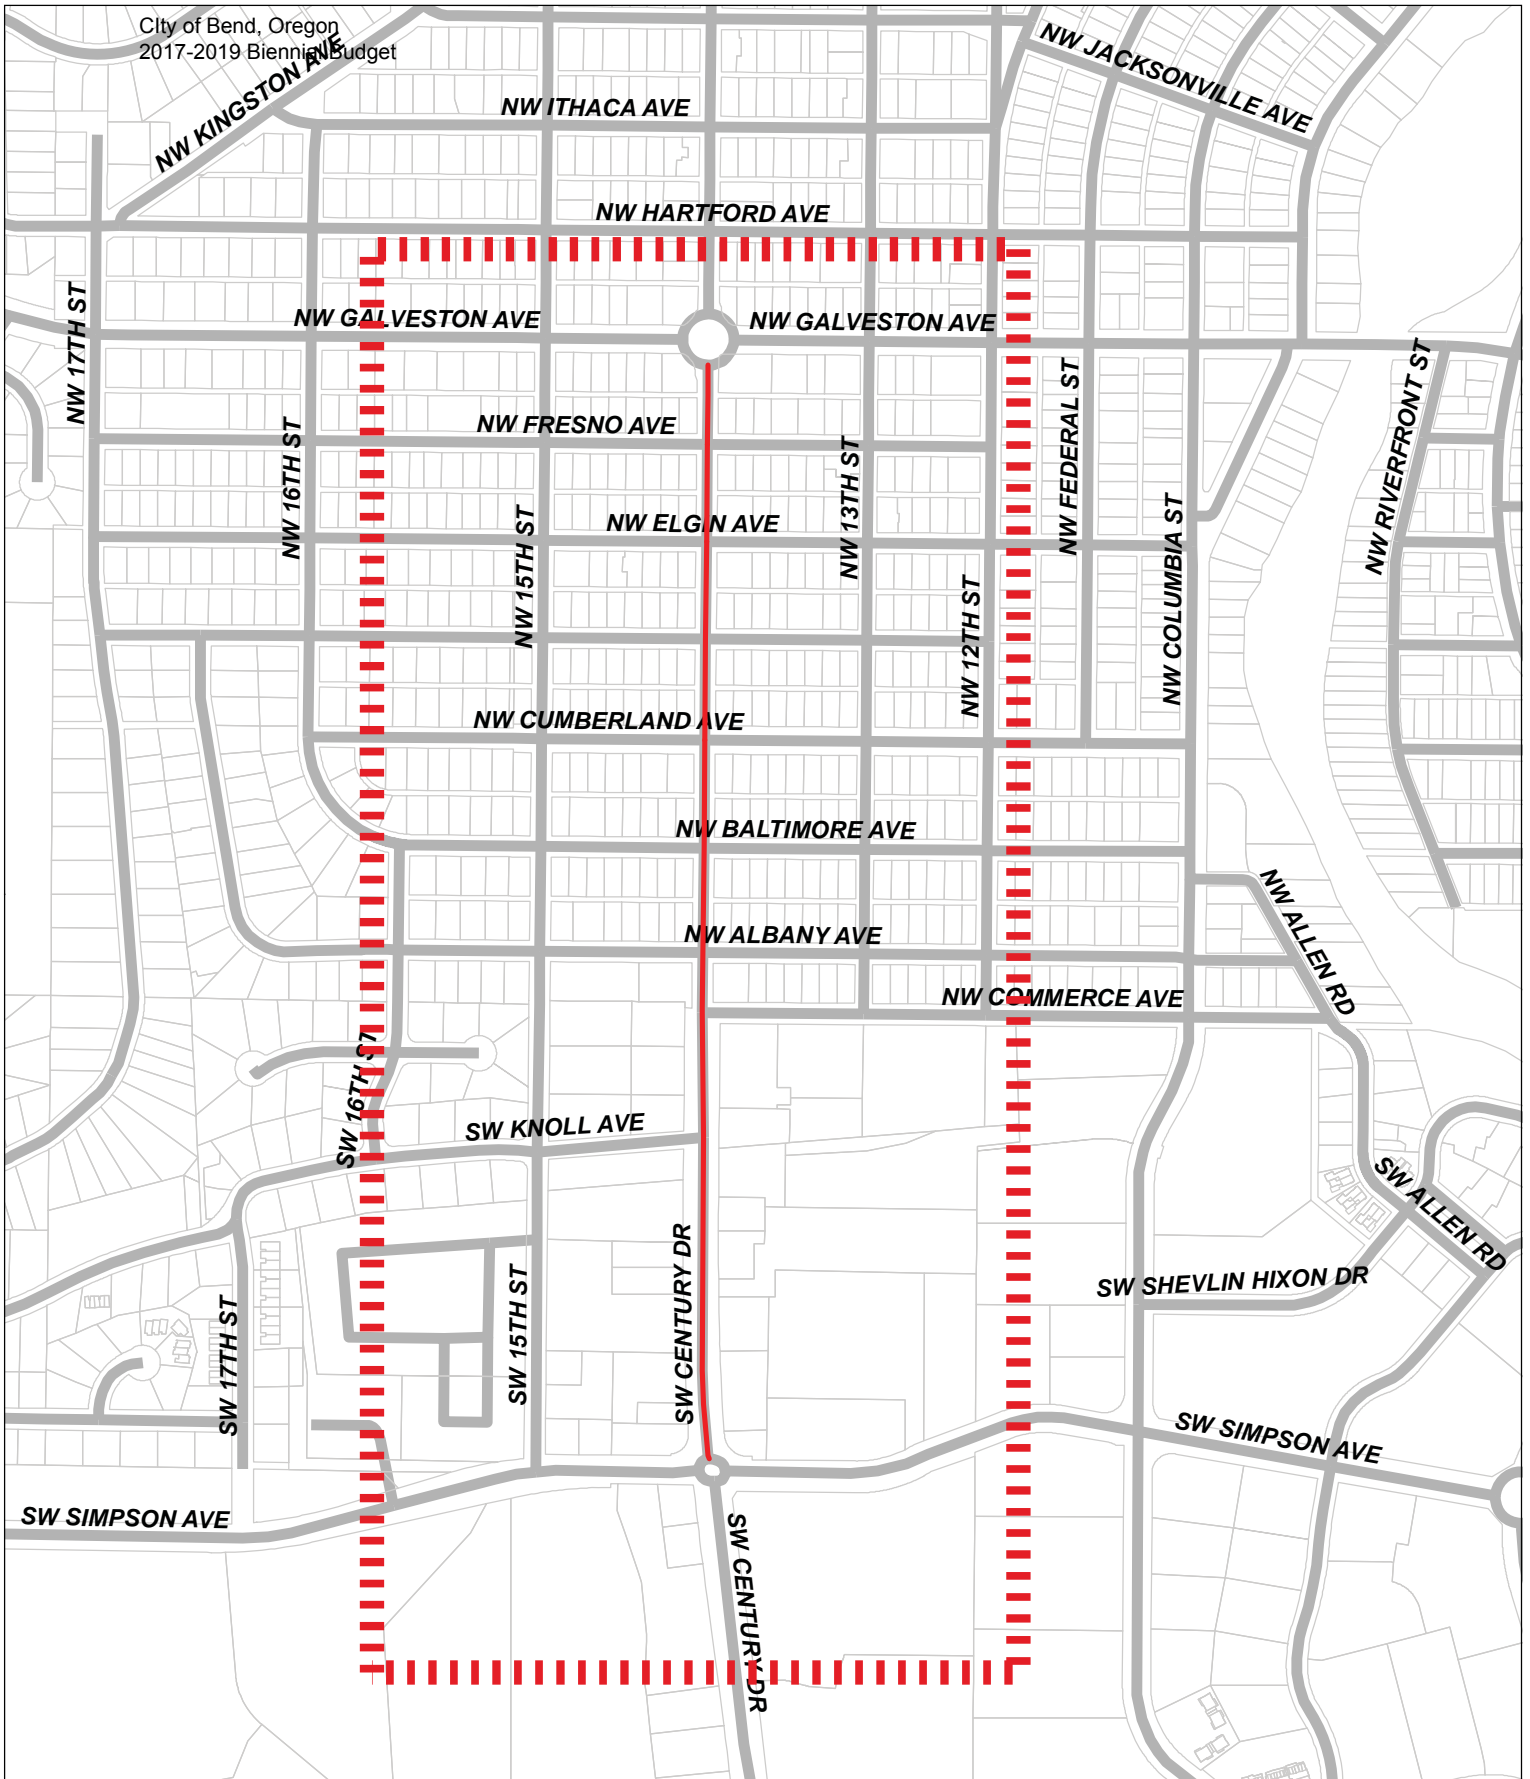 CIty of Bend, Oregon
2017-2019 Biennial Budget
NW KINGSTON AVE
NW JACKSONVILLE AVE
NW ITHACA AVE
NW HARTFORD AVE
NW 17TH ST
NW GALVESTON AVE
NW GALVESTON AVE
NW RIVERFRONT ST
NW FEDERAL ST
NW FRESNO AVE
NW 16TH ST
NW 13TH ST
NW 15TH ST
NW ELGIN AVE
NW COLUMBIA ST
NW 12TH ST
NW CUMBERLAND AVE
NW BALTIMORE AVE
NW ALLEN RD
NW ALBANY AVE
NW COMMERCE AVE
SW 16TH ST
SW KNOLL AVE
SW ALLEN RD
SW CENTURY DR
SW SHEVLIN HIXON DR
SW 15TH ST
SW 17TH ST
SW SIMPSON AVE
SW SIMPSON AVE
SW CENTURY DR